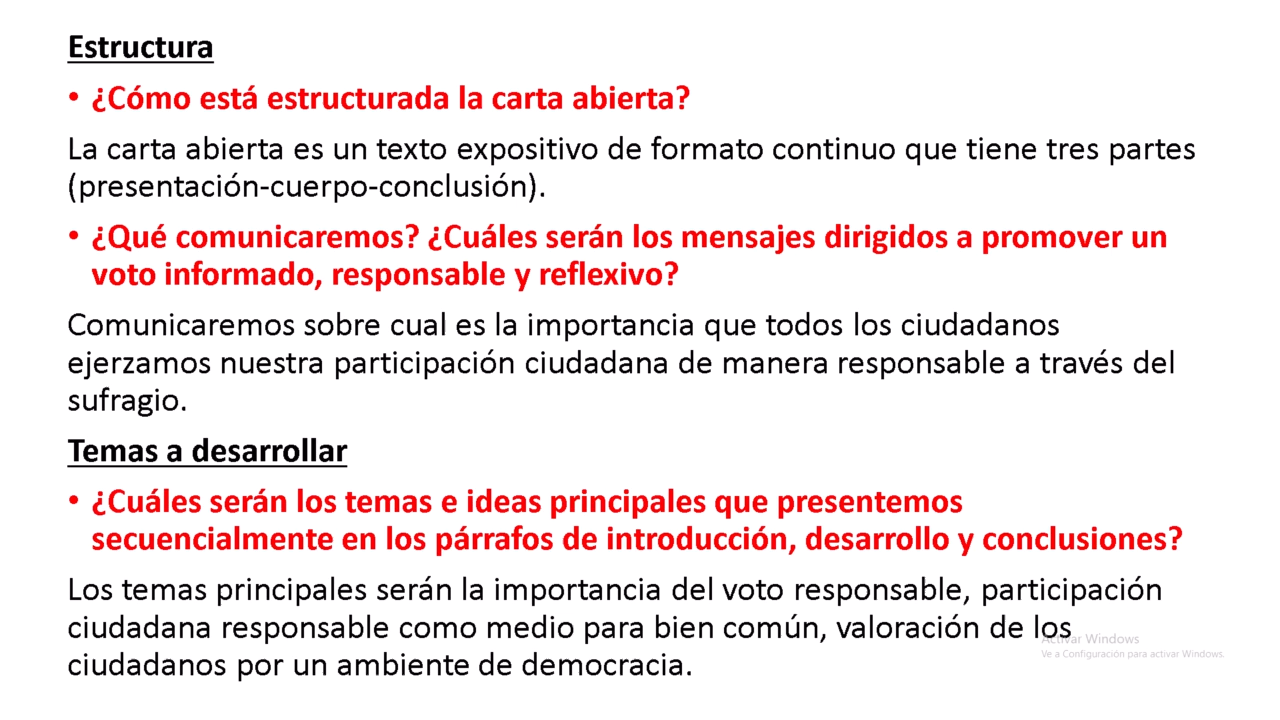 Estructura
• ¿Cómo está estructurada la carta abierta?
La carta abierta es un texto expositivo de formato continuo que tiene tres partes
(presentación-cuerpo-conclusión).
• ¿Qué comunicaremos? ¿Cuáles serán los mensajes dirigidos a promover un
voto informado, responsable y reflexivo?
Comunicaremos sobre cual es la importancia que todos los ciudadanos
ejerzamos nuestra participación ciudadana de manera responsable a través del
sufragio.
Temas a desarrollar
• ¿Cuáles serán los temas e ideas principales que presentemos
secuencialmente en los párrafos de introducción, desarrollo y conclusiones?
Los temas principales serán la importancia del voto responsable, participación
ciudadana responsable como medio para bien común, valoración de los
ciudadanos por un ambiente de democracia.
Activar Windows
Ve a Configuración para activar Windows.